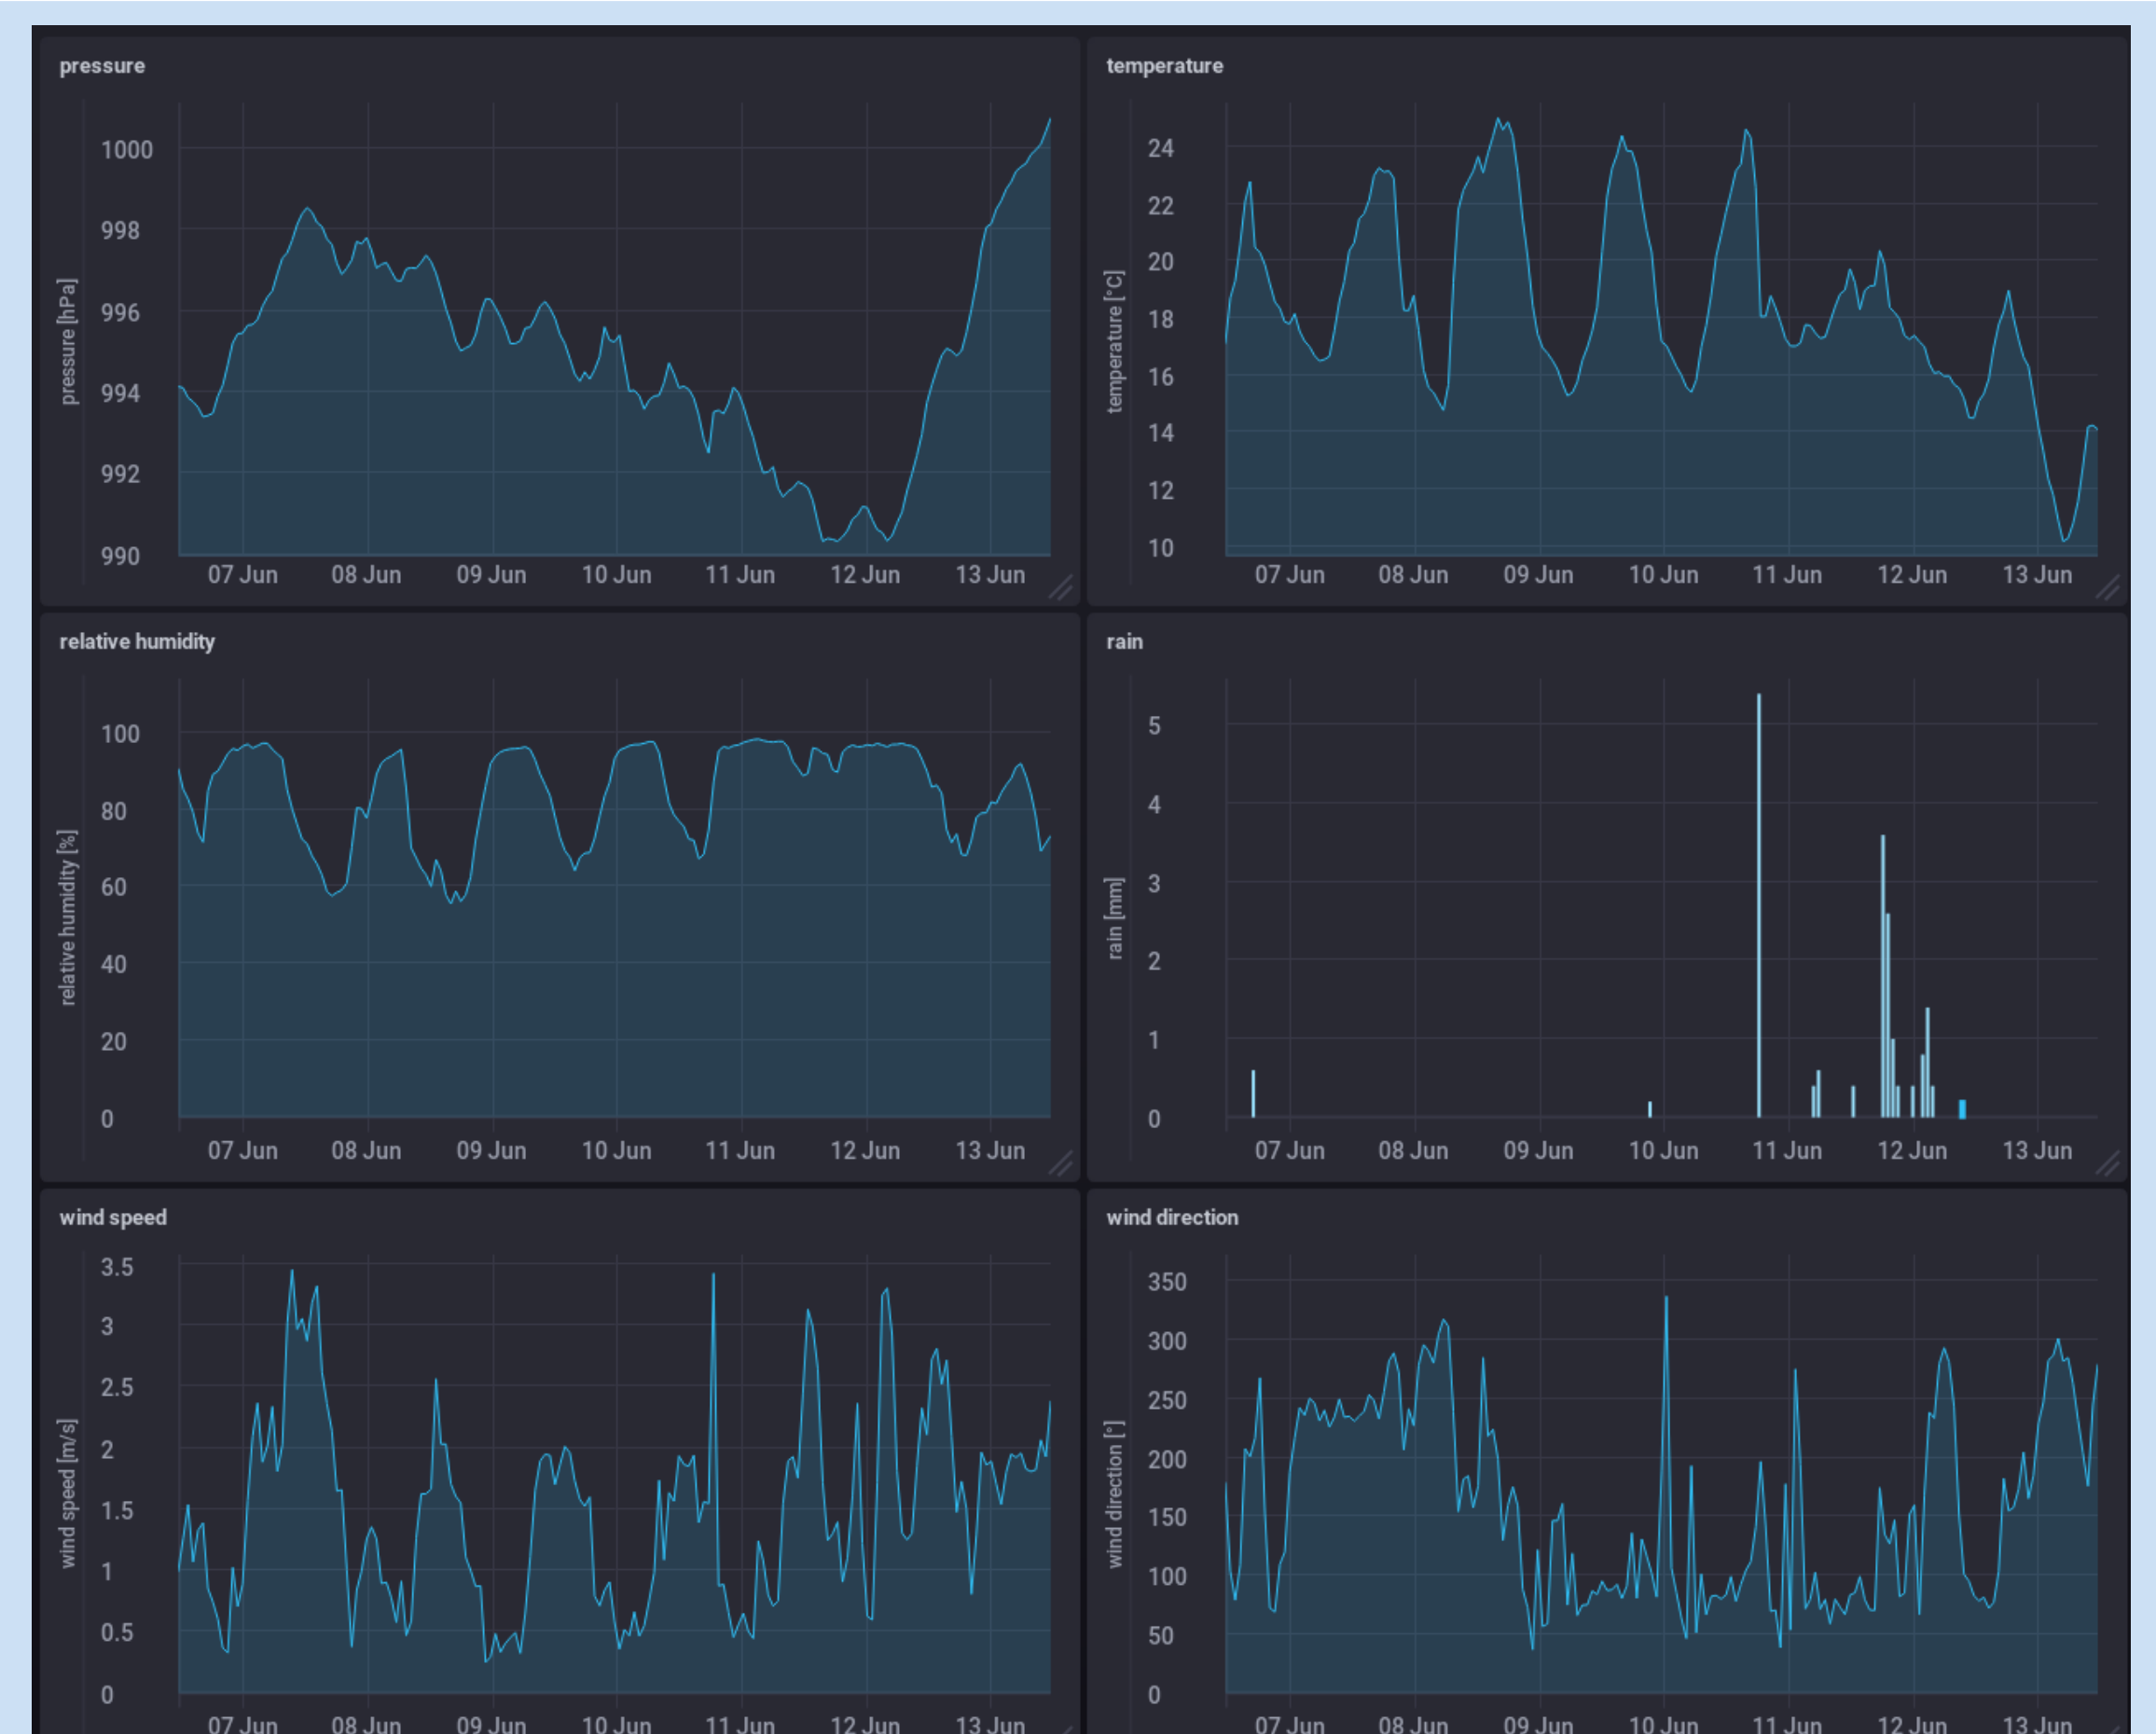 pressure
pressure [hPa]
1000
998
996
994
992
990
07 Jun 08 Jun 09 Jun 10 Jun 11 Jun 12 Jun 13 Jun
temperature
temperature [°C]
24
22
20
18
16
14
12
10
07 Jun 08 Jun 09 Jun 10 Jun 11 Jun 12 Jun 13 Jun
relative humidity
relative humidity [%]
100
80
60
40
20
0
07 Jun 08 Jun 09 Jun 10 Jun 11 Jun 12 Jun 13 Jun
rain
rain [mm]
5
4
3
2
1
0
07 Jun 08 Jun 09 Jun 10 Jun 11 Jun 12 Jun 13 Jun
wind speed
wind speed [m/s]
3.5
3
2.5
2
1.5
1
0.5
0
07 Jun 08 Jun 09 Jun 10 Jun 11 Jun 12 Jun 13 Jun
wind direction
wind direction [°]
350
300
250
200
150
100
50
0
07 Jun 08 Jun 09 Jun 10 Jun 11 Jun 12 Jun 13 Jun